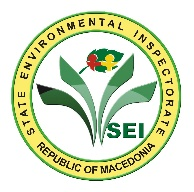 STATE ENVIRONMENTAL INSPECTORATE
SEI
REPUBLIC OF MACEDONIA